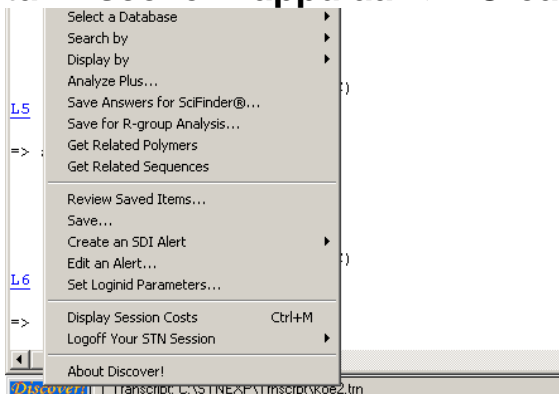 Select a Database
Search by
Display by
Analyze Plus...
)
L5
Save Answers for SciFinder®...
Save for R-group Analysis...
=>
Get Related Polymers
Get Related Sequences
Review Saved Items...
Save...
Create an SDI Alert
)
Edit an Alert...
L6
Set Loginid Parameters...
=>
Display Session Costs Ctrl+M
Logoff Your STN Session
About Discover!
Discover! Transcript: C:\STNEXP\Trnscrpt\koe2.trn